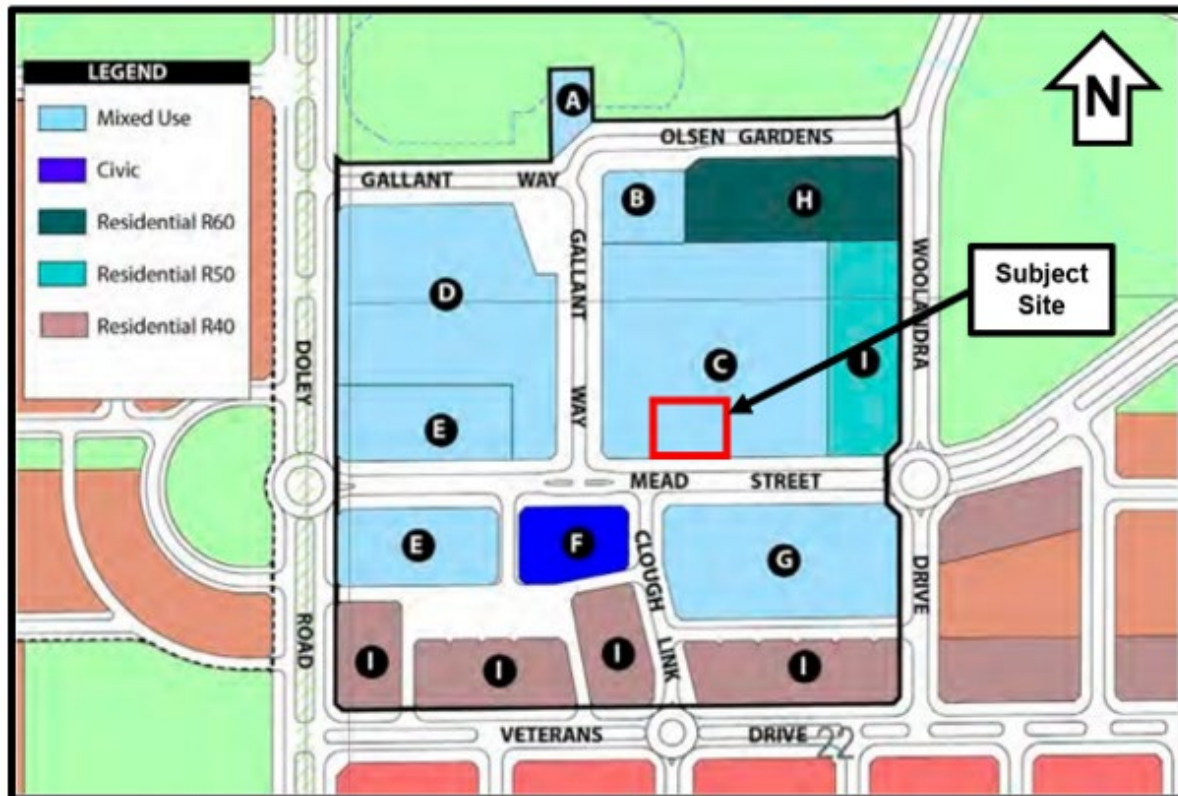 LEGEND
Mixed Use
Civic
Residential R60
Residential R50
Residential R40
N
A
OLSEN GARDENS
GALLANT WAY
B
H
GALLANT WAY
WOOLANDRA DRIVE
Subject
Site
D
C
I
DOLEY ROAD
E
MEAD STREET
E
F
CLOUGH LINK
G
I
I
I
I
VETERANS DRIVE
22